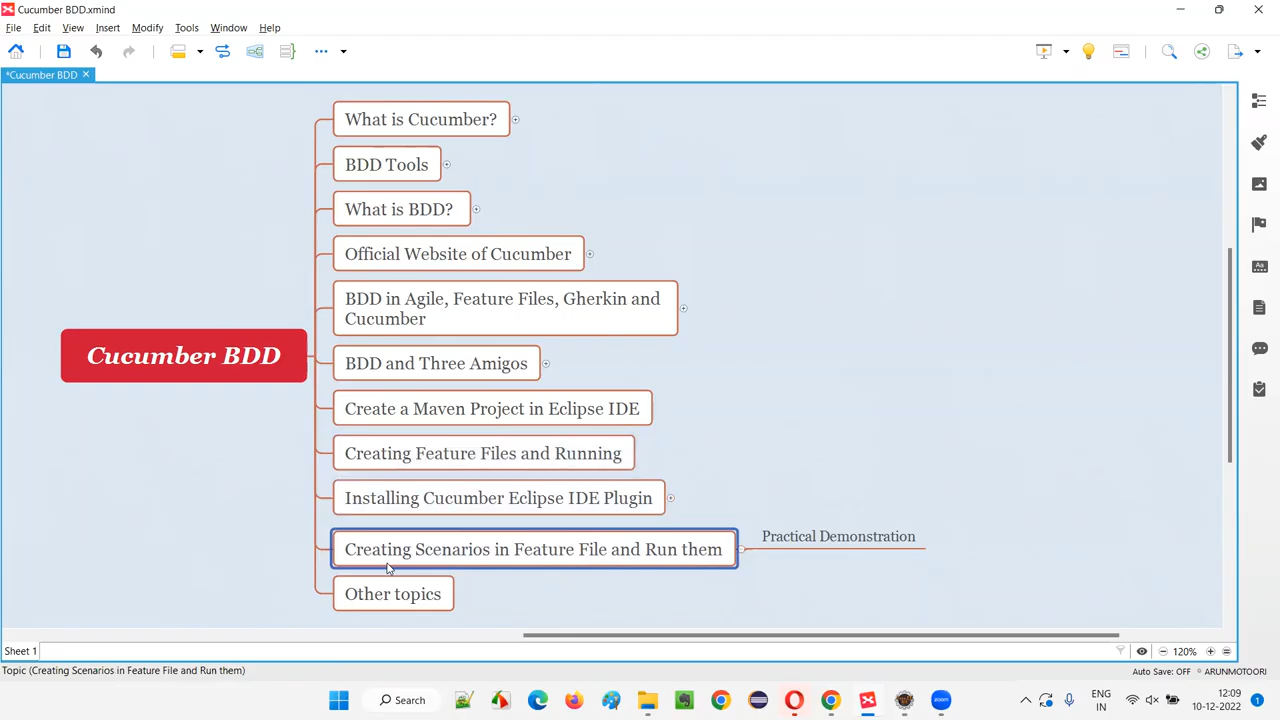 Cucumber BDD.xmind
File Edit View Insert Modify Tools Window Help
*Cucumber BDD
What is Cucumber?
BDD Tools
What is BDD?
Official Website of Cucumber
BDD in Agile, Feature Files, Gherkin and
Cucumber
Cucumber BDD
BDD and Three Amigos
Create a Maven Project in Eclipse IDE
Creating Feature Files and Running
Installing Cucumber Eclipse IDE Plugin
Creating Scenarios in Feature File and Run them
Practical Demonstration
Other topics
Sheet 1
120%
Topic (Creating Scenarios in Feature File and Run them)
Auto Save: OFF
ARUNMOTOORI
Search
zoom
ENG
IN
12:09
10-12-2022
1